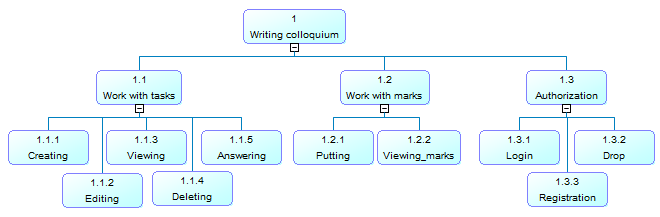 1
Writing colloquium
1.1
Work with tasks
1.2
Work with marks
1.3
Authorization
1.1.1
Creating
1.1.2
Editing
1.1.3
Viewing
1.1.4
Deleting
1.1.5
Answering
1.2.1
Putting
1.2.2
Viewing_marks
1.3.1
Login
1.3.3
Registration
1.3.2
Drop